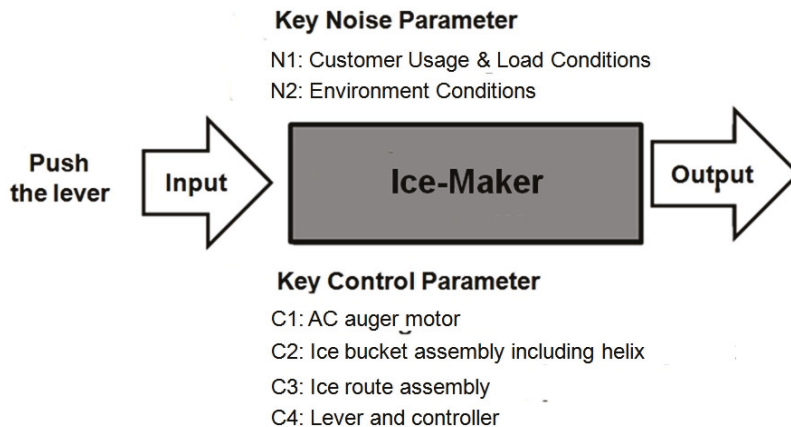 Key Noise Parameter
N1: Customer Usage & Load Conditions
N2: Environment Conditions
Push
the lever
Input
Ice-Maker
Output
Key Control Parameter
C1: AC auger motor
C2: Ice bucket assembly including helix
C3: Ice route assembly
C4: Lever and controller